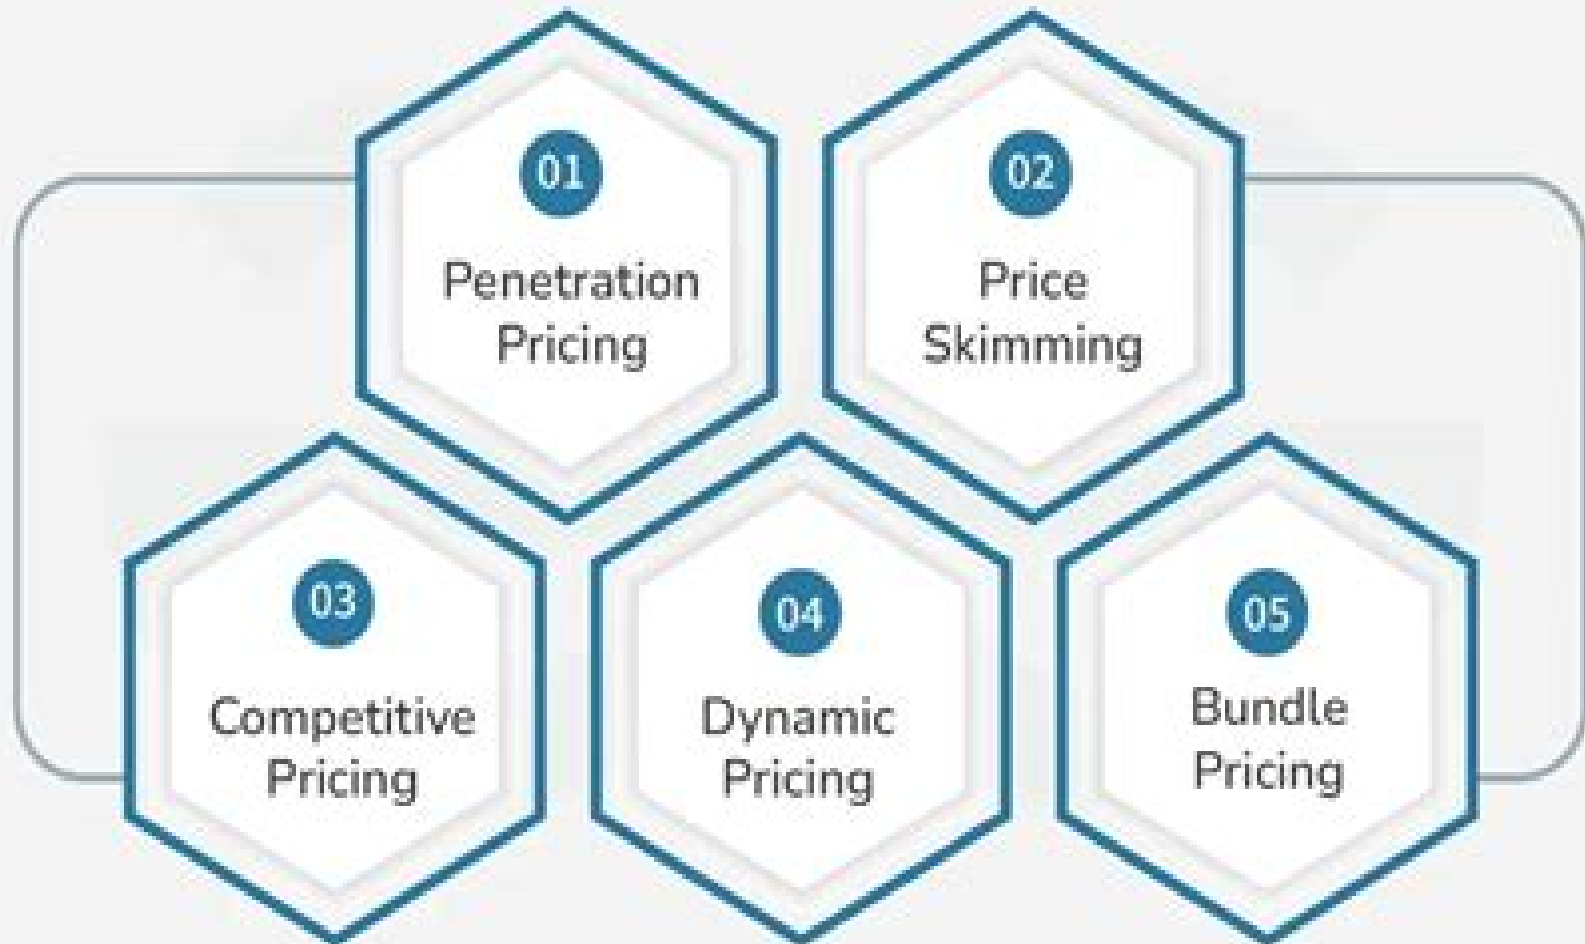 01
Penetration
Pricing
02
Price
Skimming
03
Competitive
Pricing
04
Dynamic
Pricing
05
Bundle
Pricing